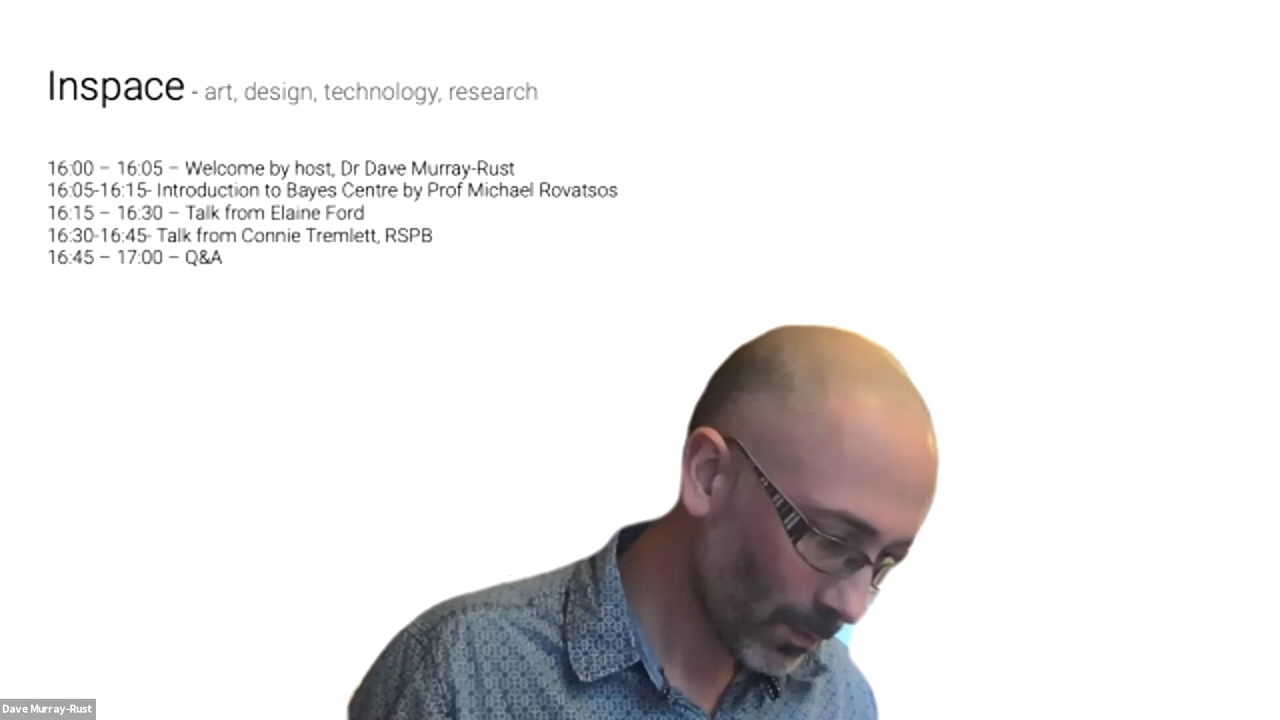 Inspace - art, design, technology, research
16:00 – 16:05 – Welcome by host, Dr Dave Murray-Rust
16:05-16:15- Introduction to Bayes Centre by Prof Michael Rovatsos
16:15 – 16:30 – Talk from Elaine Ford
16:30-16:45- Talk from Connie Tremlett, RSPB
16:45 – 17:00 – Q&A
Dave Murray-Rust